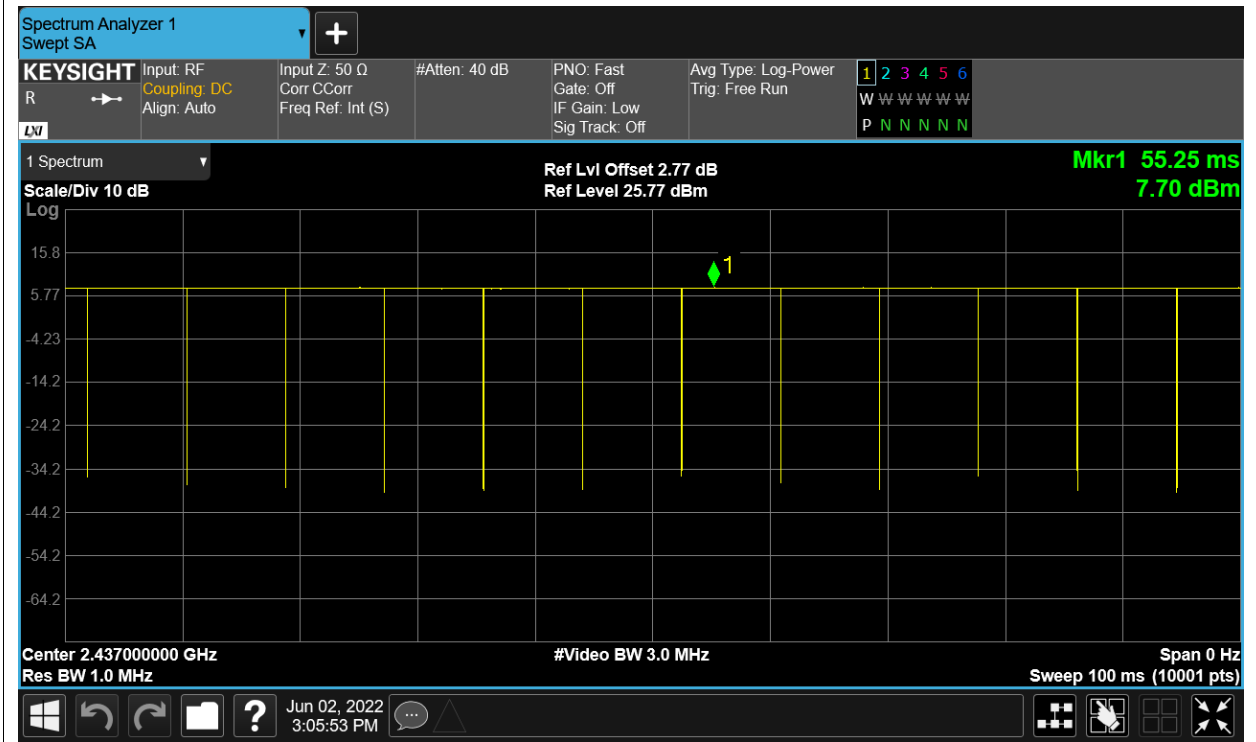 Spectrum Analyzer 1
Swept SA
KEYSIGHT
R
LXI
Input: RF
Coupling: DC
Align: Auto
Input Z: 50 Ω
Corr CCorr
Freq Ref: Int (S)
#Atten: 40 dB
PNO: Fast
Gate: Off
IF Gain: Low
Sig Track: Off
Avg Type: Log-Power
Trig: Free Run
1 2 3 4 5 6
W W W W W W
P N N N N N
1 Spectrum
Scale/Div 10 dB
Log
Ref Lvl Offset 2.77 dB
Ref Level 25.77 dBm
Mkr1 55.25 ms
7.70 dBm
1
15.8
5.77
-4.23
-14.2
-24.2
-34.2
-44.2
-54.2
-64.2
Center 2.437000000 GHz
Res BW 1.0 MHz
#Video BW 3.0 MHz
Span 0 Hz
Sweep 100 ms (10001 pts)
?
Jun 02, 2022
3:05:53 PM